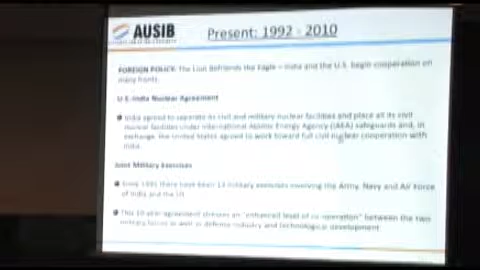 AUSIB
Present: 1992 - 2010
FOREIGN POLICY: The Lion Befriends the Eagle – India and the U.S. begin cooperation on
many fronts
U.S-India Nuclear Agreement
India agreed to separate its civil and military nuclear facilities and place all its civil
nuclear facilities under International Atomic Energy Agency (IAEA) safeguards and, in
exchange, the United States agreed to work toward full civil nuclear cooperation with
India.
Joint Military Exercises
Since 1995 there have been 13 military exercises involving the Army, Navy and Air Force
of India and the US
This 10 year agreement stresses an "enhanced level of co-operation" between the two
military forces as well as defense industry and technological development